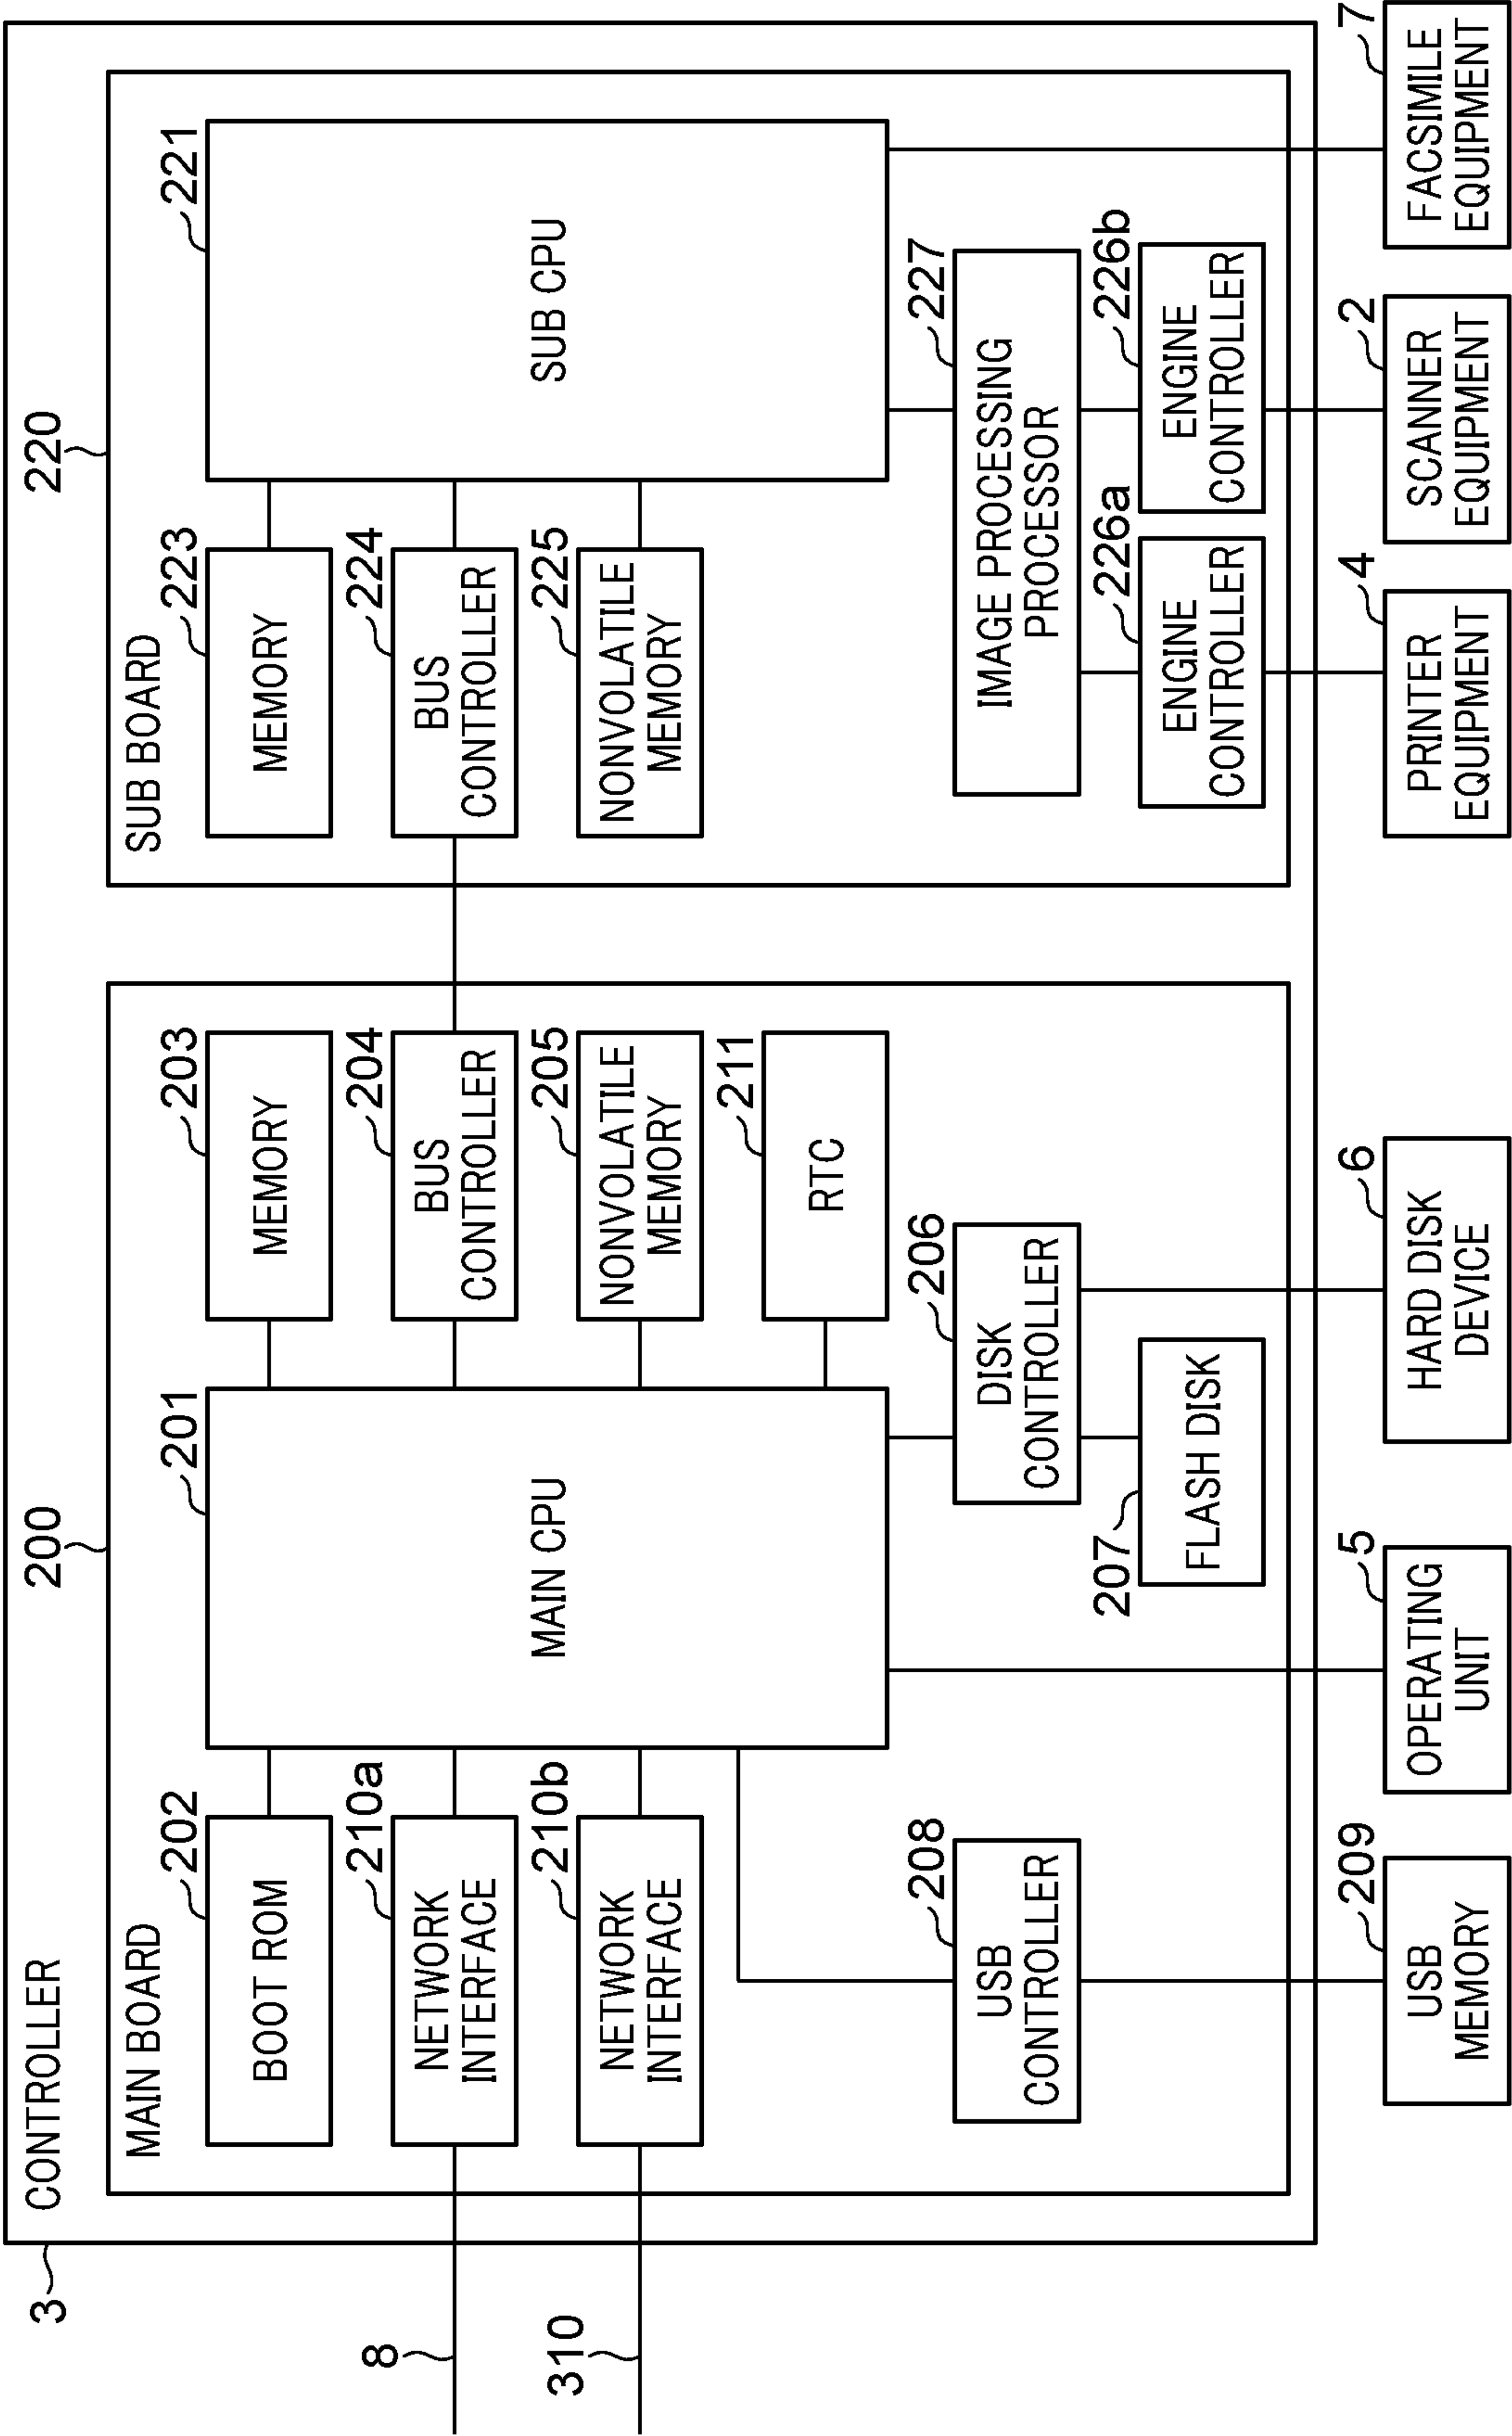 CONTROLLER
3
200
MAIN BOARD
220
SUB BOARD
202
BOOT ROM
201
MAIN CPU
203
MEMORY
223
MEMORY
221
SUB CPU
8
210a
NETWORK
INTERFACE
204
BUS
CONTROLLER
224
BUS
CONTROLLER
310
210b
NETWORK
INTERFACE
205
NONVOLATILE
MEMORY
225
NONVOLATILE
MEMORY
211
RTC
208
USB
CONTROLLER
206
DISK
CONTROLLER
227
IMAGE PROCESSING
PROCESSOR
207
FLASH DISK
226a
ENGINE
CONTROLLER
226b
ENGINE
CONTROLLER
209
USB
MEMORY
5
OPERATING
UNIT
6
HARD DISK
DEVICE
4
PRINTER
EQUIPMENT
2
SCANNER
EQUIPMENT
7
FACSIMILE
EQUIPMENT